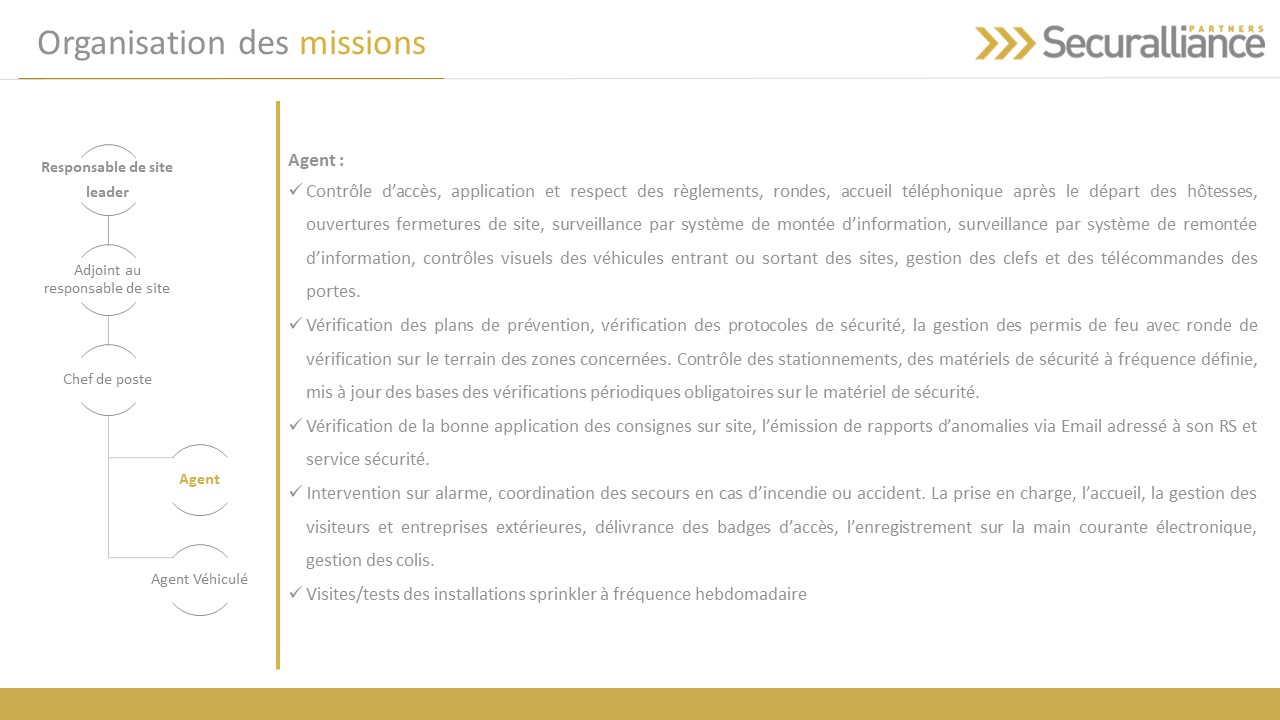 Organisation des missions
PARTNERS
Securalliance
Responsable de site
leader
Adjoint au
responsable de site
Chef de poste
Agent
Agent Véhiculé
Agent :
✓ Contrôle d’accès, application et respect des règlements, rondes, accueil téléphonique après le départ des hôtesses,
ouvertures fermetures de site, surveillance par système de montée d’information, surveillance par système de remontée
d’information, contrôles visuels des véhicules entrant ou sortant des sites, gestion des clefs et des télécommandes des
portes.
✓ Vérification des plans de prévention, vérification des protocoles de sécurité, la gestion des permis de feu avec ronde de
vérification sur le terrain des zones concernées. Contrôle des stationnements, des matériels de sécurité à fréquence définie,
mis à jour des bases des vérifications périodiques obligatoires sur le matériel de sécurité.
✓ Vérification de la bonne application des consignes sur site, l’émission de rapports d’anomalies via Email adressé à son RS et
service sécurité.
✓ Intervention sur alarme, coordination des secours en cas d’incendie ou accident. La prise en charge, l’accueil, la gestion des
visiteurs et entreprises extérieures, délivrance des badges d’accès, l’enregistrement sur la main courante électronique,
gestion des colis.
✓ Visites/tests des installations sprinkler à fréquence hebdomadaire